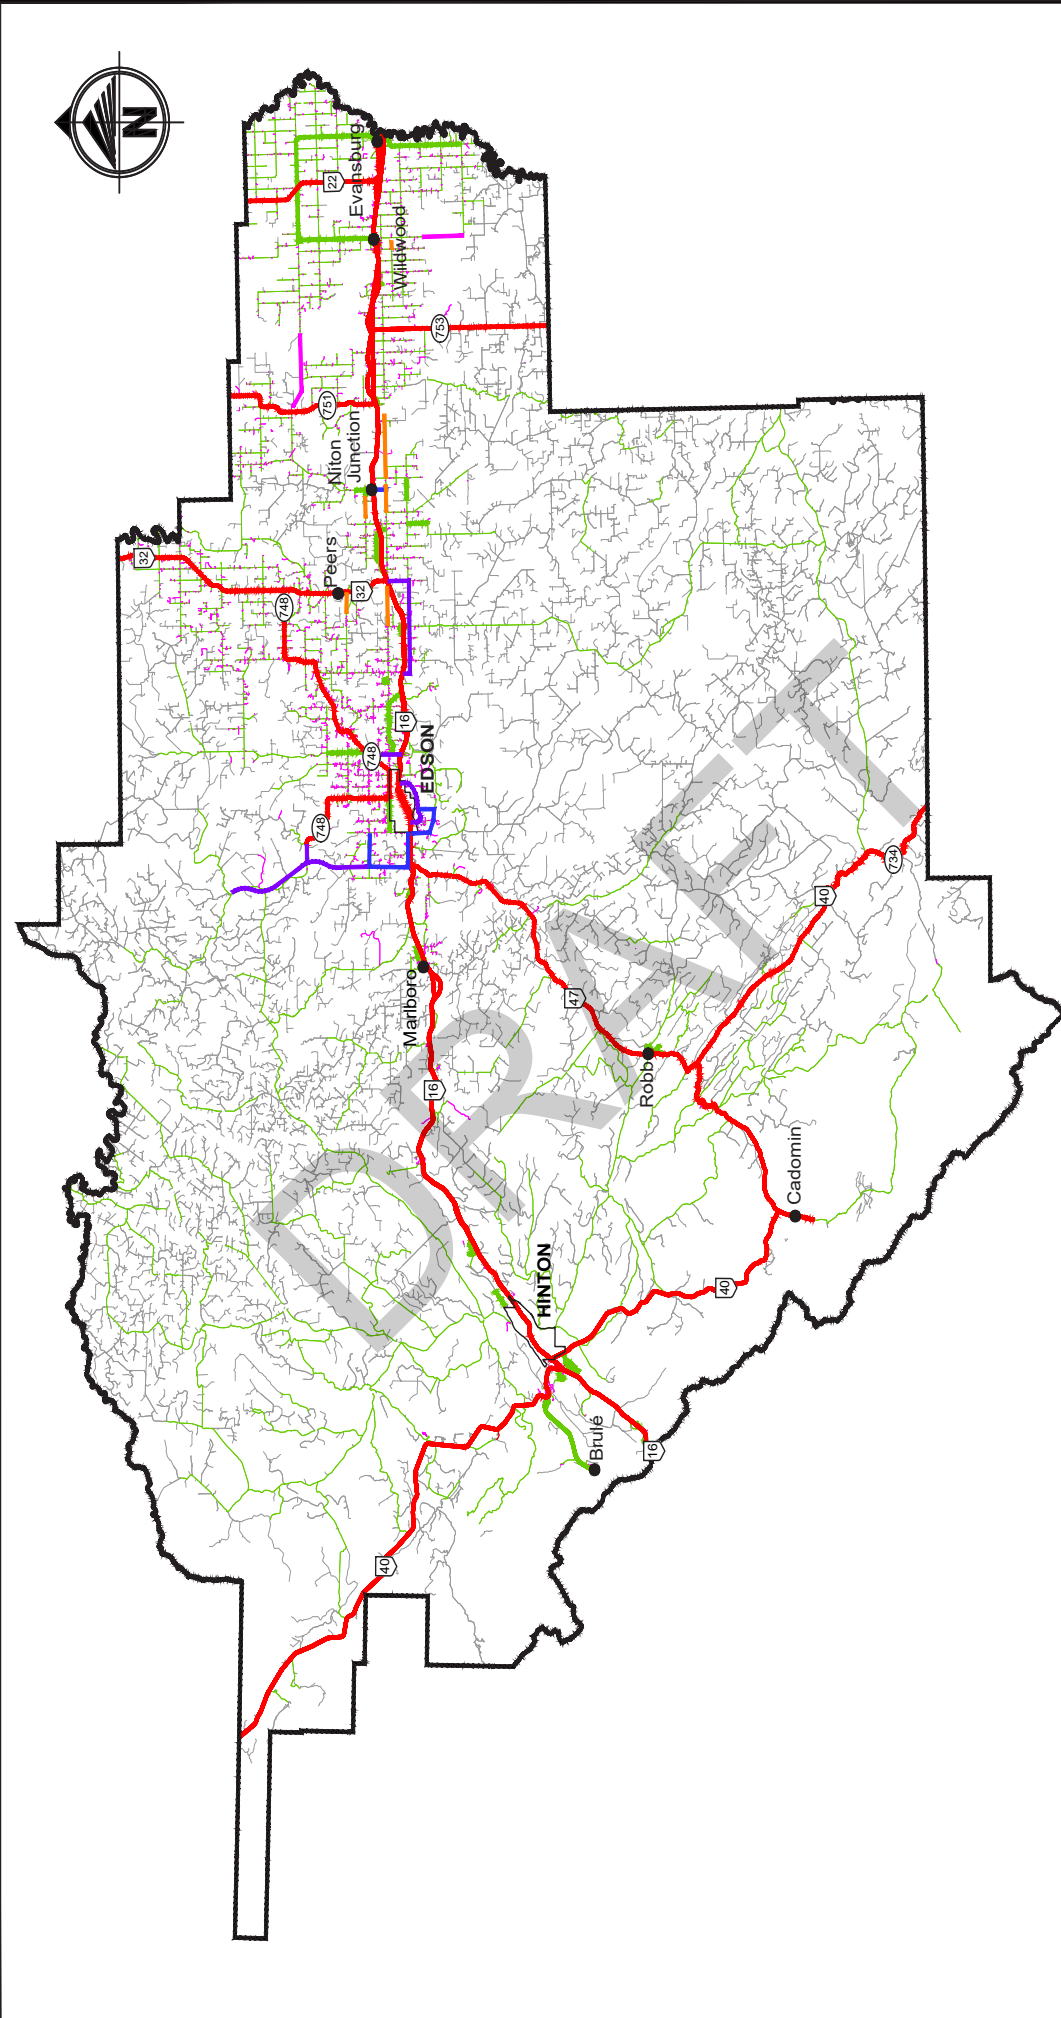 N
22
Evansburg
Wildwood
753
751
Niton
Junction
32
Peers
32
748
16
EDSON
748
748
734
40
47
Marlboro
16
Robb
Cadomin
HINTON
40
Brulé
16
40
DRAFT